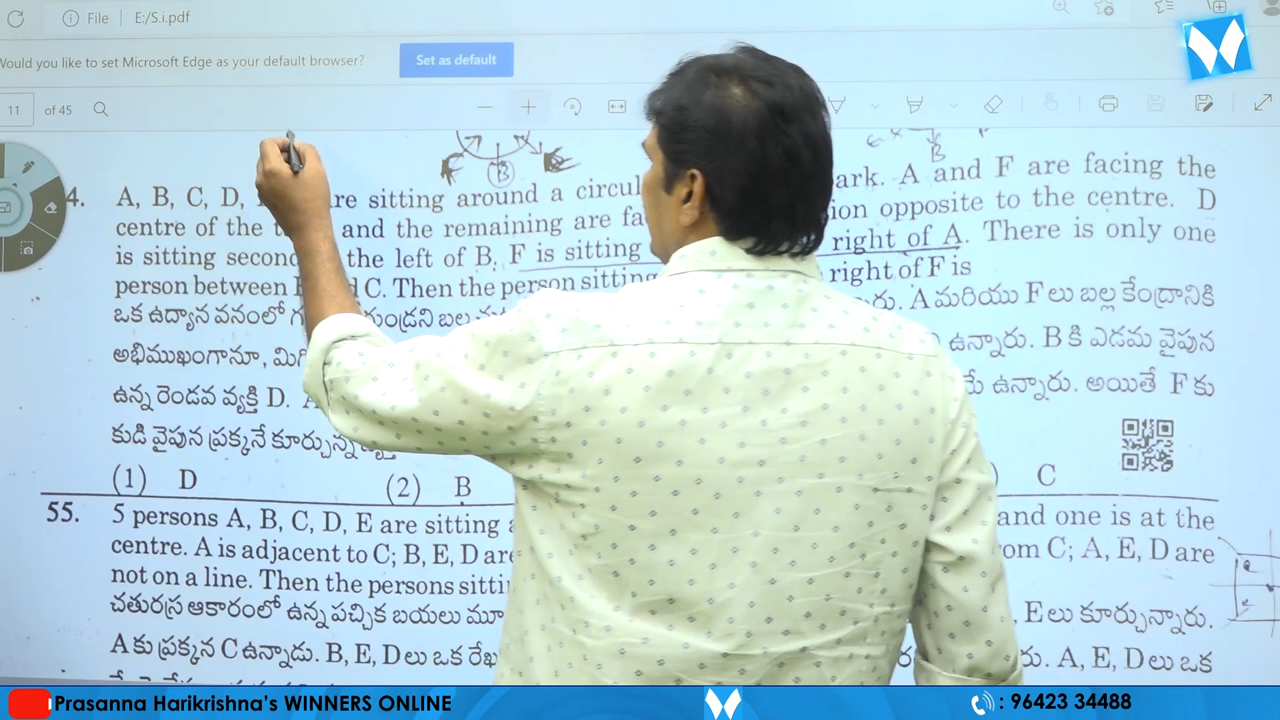 File E:/S.i.pdf
Would you like to set Microsoft Edge as your default browser? Set as default
11 of 45
B
B
4. A, B, C, D, are sitting around a circul ark. A and F are facing the
centre of the and the remaining are fa ion opposite to the centre. D
is sitting second the left of B, F is sitting right of A. There is only one
person between C. Then the person sitting right of F is
ఒక ఉద్యాన వనంలో రు. A మరియు F లు బల్ల కేంద్రానికి
అభిముఖంగానూ, ఉన్నారు. B కి ఎడమ వైపున
ఉన్న రెండవ వ్యక్తి D. ఉన్నారు. అయితే F కు
కుడి వైపున ప్రక్కనే కూర్చున్న
(1) D (2) B ) C
55. 5 persons A, B, C, D, E are sitting and one is at the
centre. A is adjacent to C; B, E, D are om C; A, E, D are
not on a line. Then the persons sitti
చతురస్ర ఆకారంలో ఉన్న పచ్చిక బయలు మూ , E లు కూర్చున్నారు.
A కు ప్రక్కన C ఉన్నాడు. B, E, D లు ఒక రేఖ రు. A, E, D లు ఒక
Prasanna Harikrishna's WINNERS ONLINE : 96423 34488